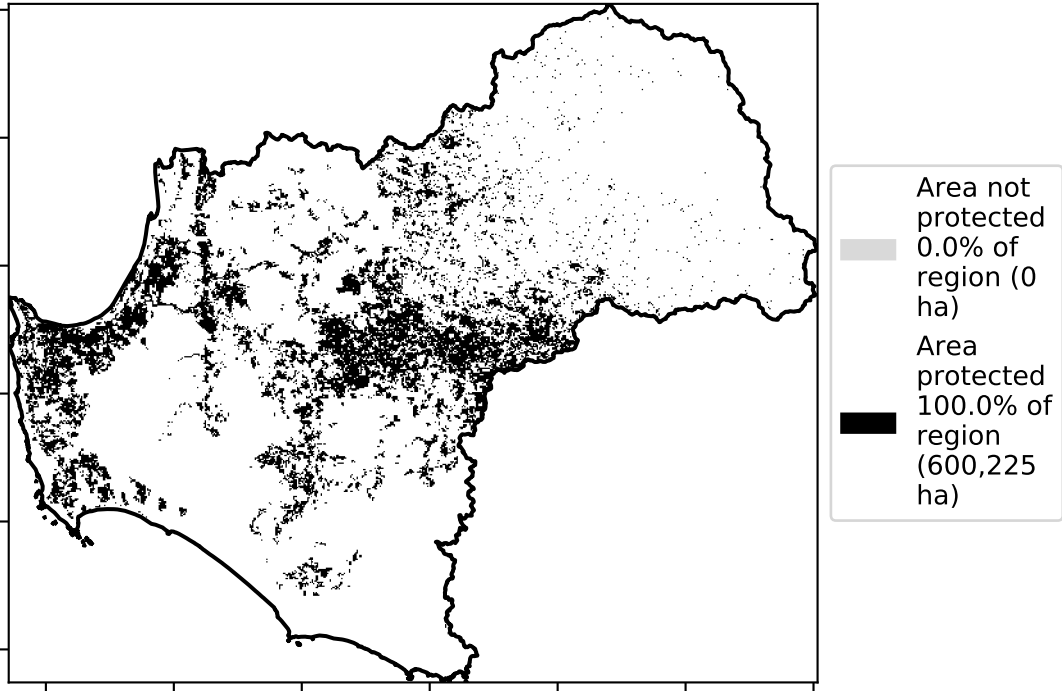 Area not
protected
0.0% of
region (0
ha)
Area
protected
100.0% of
region
(600,225
ha)